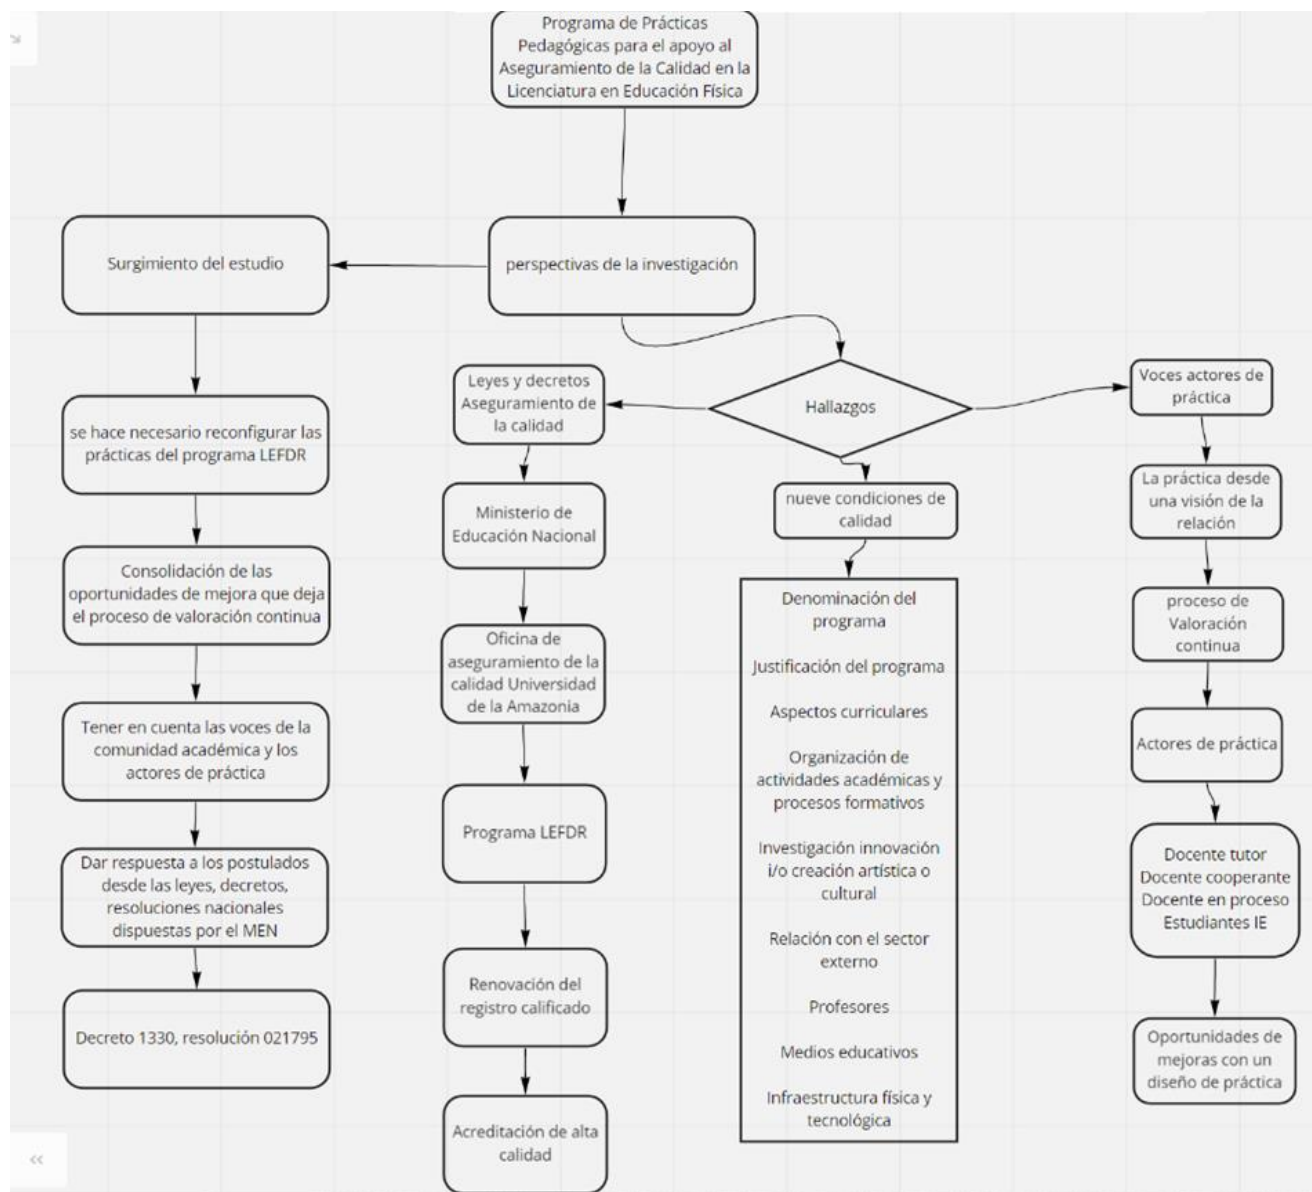 Programa de Prácticas
Pedagógicas para el apoyo al
Aseguramiento de la Calidad en la
Licenciatura en Educación Física
perspectivas de la investigación
Surgimiento del estudio
se hace necesario reconfigurar las
prácticas del programa LEFDR
Consolidación de las
oportunidades de mejora que deja
el proceso de valoración continua
Tener en cuenta las voces de la
comunidad académica y los
actores de práctica
Dar respuesta a los postulados
desde las leyes, decretos,
resoluciones nacionales
dispuestas por el MEN
Decreto 1330, resolución 021795
Hallazgos
Leyes y decretos
Aseguramiento de
la calidad
Ministerio de
Educación Nacional
Oficina de
aseguramiento de la
calidad Universidad
de la Amazonía
Programa LEFDR
Renovación del
registro calificado
Acreditación de alta
calidad
nueve condiciones de
calidad
Denominación del
programa
Justificación del programa
Aspectos curriculares
Organización de
actividades académicas y
procesos formativos
Investigación innovación
i/o creación artística o
cultural
Relación con el sector
externo
Profesores
Medios educativos
Infraestructura física y
tecnológica
Voces actores de
práctica
La práctica desde
una visión de la
relación
proceso de
Valoración
continua
Actores de práctica
Docente tutor
Docente cooperante
Docente en proceso
Estudiantes IE
Oportunidades de
mejoras con un
diseño de práctica